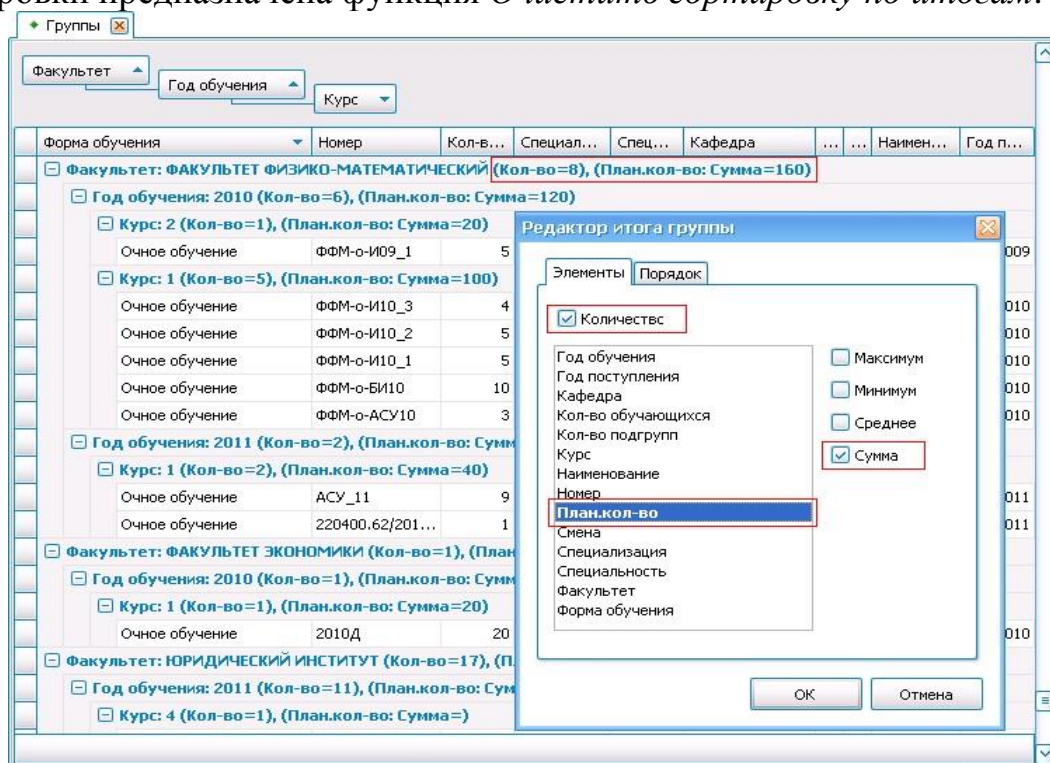 ровки предназначена функция Очистить сортировку по итогам.
Группы
Факультет
Год обучения
Курс
Форма обучения Номер Кол-в... Специал... Спец... Кафедра ... ... Наимен... Год п...
Факультет: ФАКУЛЬТЕТ ФИЗИКО-МАТЕМАТИЧЕСКИЙ (Кол-во=8), (План.кол-во: Сумма=160)
Год обучения: 2010 (Кол-во=6), (План.кол-во: Сумма=120)
Курс: 2 (Кол-во=1), (План.кол-во: Сумма=20)
Очное обучение ФФМ-о-И09_1 5 009
Курс: 1 (Кол-во=5), (План.кол-во: Сумма=100)
Очное обучение ФФМ-о-И10_3 4 010
Очное обучение ФФМ-о-И10_2 5 010
Очное обучение ФФМ-о-И10_1 5 010
Очное обучение ФФМ-о-БИ10 10 010
Очное обучение ФФМ-о-АСУ10 3 010
Год обучения: 2011 (Кол-во=2), (План.кол-во: Сумм
Курс: 1 (Кол-во=2), (План.кол-во: Сумма=40)
Очное обучение АСУ_11 9 011
Очное обучение 220400.62/201... 1 011
Факультет: ФАКУЛЬТЕТ ЭКОНОМИКИ (Кол-во=1), (План
Год обучения: 2010 (Кол-во=1), (План.кол-во: Сумм
Курс: 1 (Кол-во=1), (План.кол-во: Сумма=20)
Очное обучение 2010Д 20 010
Факультет: ЮРИДИЧЕСКИЙ ИНСТИТУТ (Кол-во=17), (П
Год обучения: 2011 (Кол-во=11), (План.кол-во: Сум
Курс: 4 (Кол-во=1), (План.кол-во: Сумма=)
Редактор итога группы
Элементы Порядок
Количествс
Год обучения
Год поступления
Кафедра
Кол-во обучающихся
Кол-во подгрупп
Курс
Наименование
Номер
План.кол-во
Смена
Специализация
Специальность
Факультет
Форма обучения
Максимум
Минимум
Среднее
Сумма
ОК Отмена